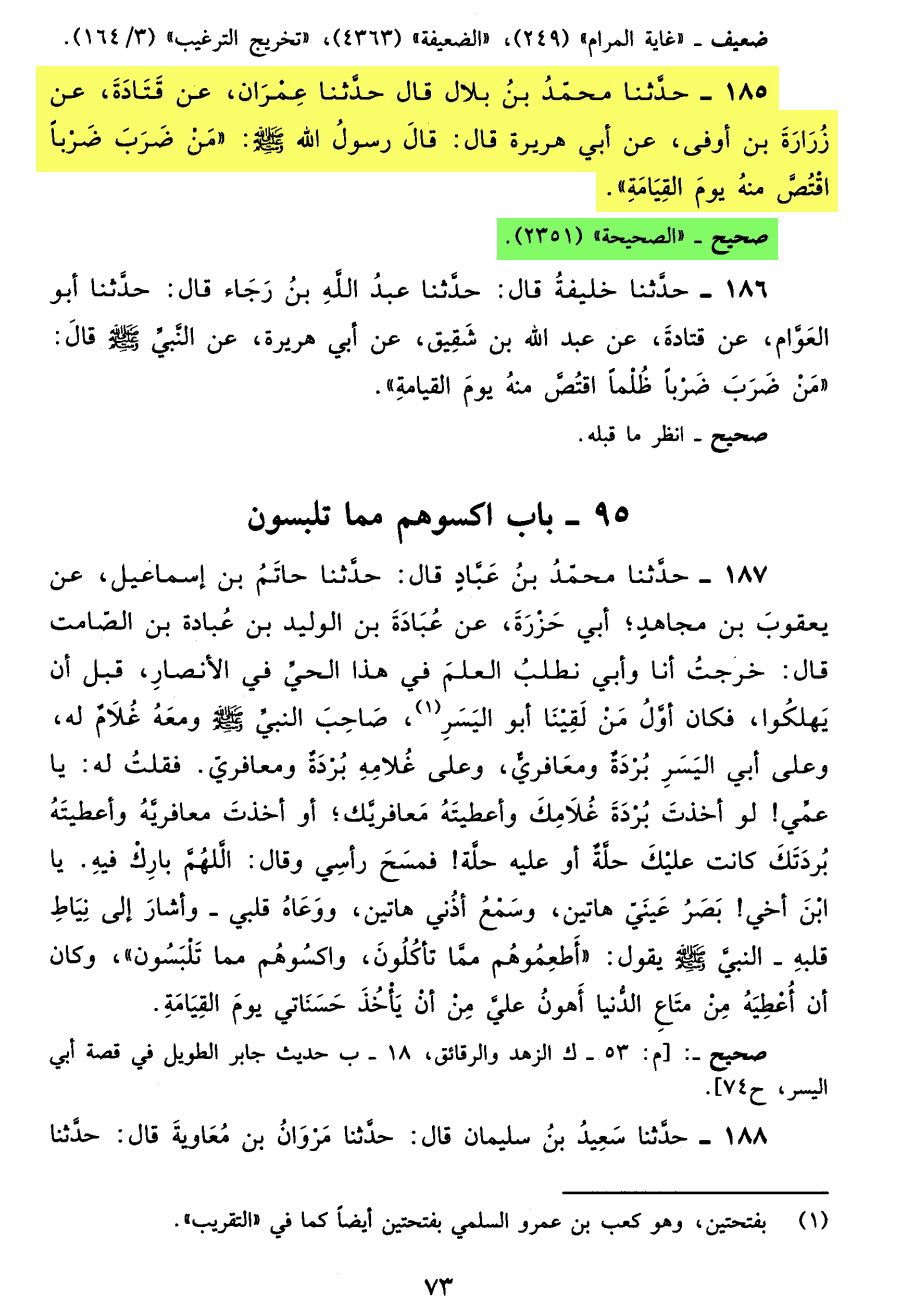 ضعيف ـ «غاية المرام» (٢٤٩)، «الضعيفة» (٤٣٦٣)، «تخريج الترغيب» (٣/ ١٦٤).
١٨٥ ـ حدَّثنا محمّدُ بنُ بلال قال حدَّثنا عِمْرَان، عن قَتَادَةَ، عن
زُرَارَةَ بن أوفى، عن أبي هريرة قال: قالَ رسولُ الله ﷺ: «مَنْ ضَرَبَ ضَرْباً
اقْتُصَّ منهُ يومَ القِيَامَةِ».
صحيح ـ «الصحيحة» (٢٣٥١).
١٨٦ ـ حدَّثنا خليفةُ قال: حدَّثنا عبدُ اللَّهِ بنُ رَجَاء قال: حدَّثنا أبو
العَوَّام، عن قتادةَ، عن عبد الله بن شَقِيق، عن أبي هريرة، عن النَّبيِّ ﷺ قالَ:
«مَنْ ضَرَبَ ضَرْباً ظُلْماً اقتُصَّ منهُ يومَ القيامةِ».
صحيح ـ انظر ما قبله.
٩٥ ـ باب اكسوهم مما تلبسون
١٨٧ ـ حدَّثنا محمّدُ بنُ عَبَّادٍ قال: حدَّثنا حاتَمُ بن إسماعيل، عن
يعقوبَ بن مجاهدٍ؛ أبي حَزْرَةَ، عن عُبَادَةَ بن الوليد بن عُبادة بن الصّامت
قال: خرجتُ أنا وأبي نطلبُ العلمَ في هذا الحيِّ في الأنصارِ، قبل أن
يَهلكُوا، فكان أوَّلُ مَنْ لَقِيْنَا أبو اليَسَرِ(١)، صَاحِبَ النبيِّ ﷺ ومعَهُ غُلَامٌ له،
وعلى أبي اليَسَرِ بُرْدَةٌ ومعَافريٌّ، وعلى غُلامِهِ بُرْدَةٌ ومعافريّ. فقلتُ له: يا
عمِّي! لو أخذتَ بُرْدَةَ غُلَامِكَ وأعطيتَهُ مَعافريَّك؛ أو أخذتَ معافريَّهُ وأعطيتَهُ
بُردَتَكَ كانت عليْكَ حلَّةٌ أو عليه حلَّة! فمسَحَ رأسِي وقال: الَّلهُمَّ بارِكْ فيهِ. يا
ابْنَ أخي! بَصَرُ عَينَيّ هاتين، وسَمْعُ أذُني هاتين، ووَعَاهُ قلبي ـ وأشارَ إلى نِيَاطِ
قلبهِ ـ النبيَّ ﷺ يقول: «أَطعِمُوهُم ممَّا تأكُلُونَ، واكسُوهُم مما تَلْبَسُون»، وكان
أن أُعْطِيَهُ مِنْ متَاعِ الدُّنيا أَهونُ عليَّ مِنْ أنْ يَأْخُذَ حَسَنَاتي يومَ القِيَامَةِ.
صحيح ـ: [م: ٥٣ ـ ك الزهد والرقائق، ١٨ ـ ب حديث جابر الطويل في قصة أبي
اليسر، ح٧٤].
١٨٨ ـ حدَّثنا سَعِيدُ بنُ سليمان قال: حدَّثنا مَرْوَانُ بن مُعَاويةَ قال: حدَّثنا
(١) بفتحتين، وهو كعب بن عمرو السلمي بفتحتين أيضاً كما في «التقريب».
٧٣